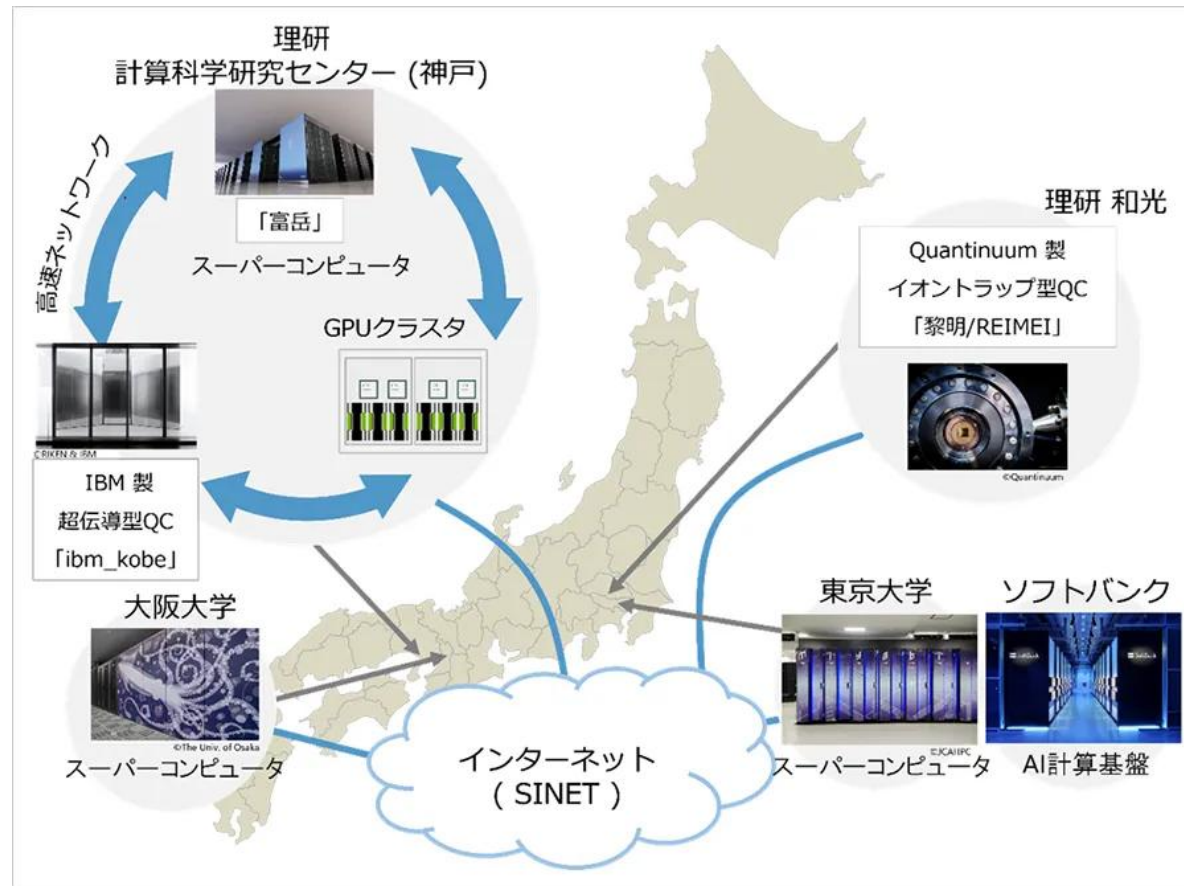 理研
計算科学研究センター (神戸)
高速ネットワーク
「富岳」
スーパーコンピュータ
GPUクラスタ
©RIKEN & IBM
IBM 製
超伝導型QC
「ibm_kobe」
理研 和光
Quantinuum 製
イオントラップ型QC
「黎明/REIMEI」
©Quantinuum
大阪大学
©The Univ. of Osaka
スーパーコンピュータ
インターネット
( SINET )
東京大学
©JCAHPC
スーパーコンピュータ
ソフトバンク
SoftBank
SoftBank
AI計算基盤